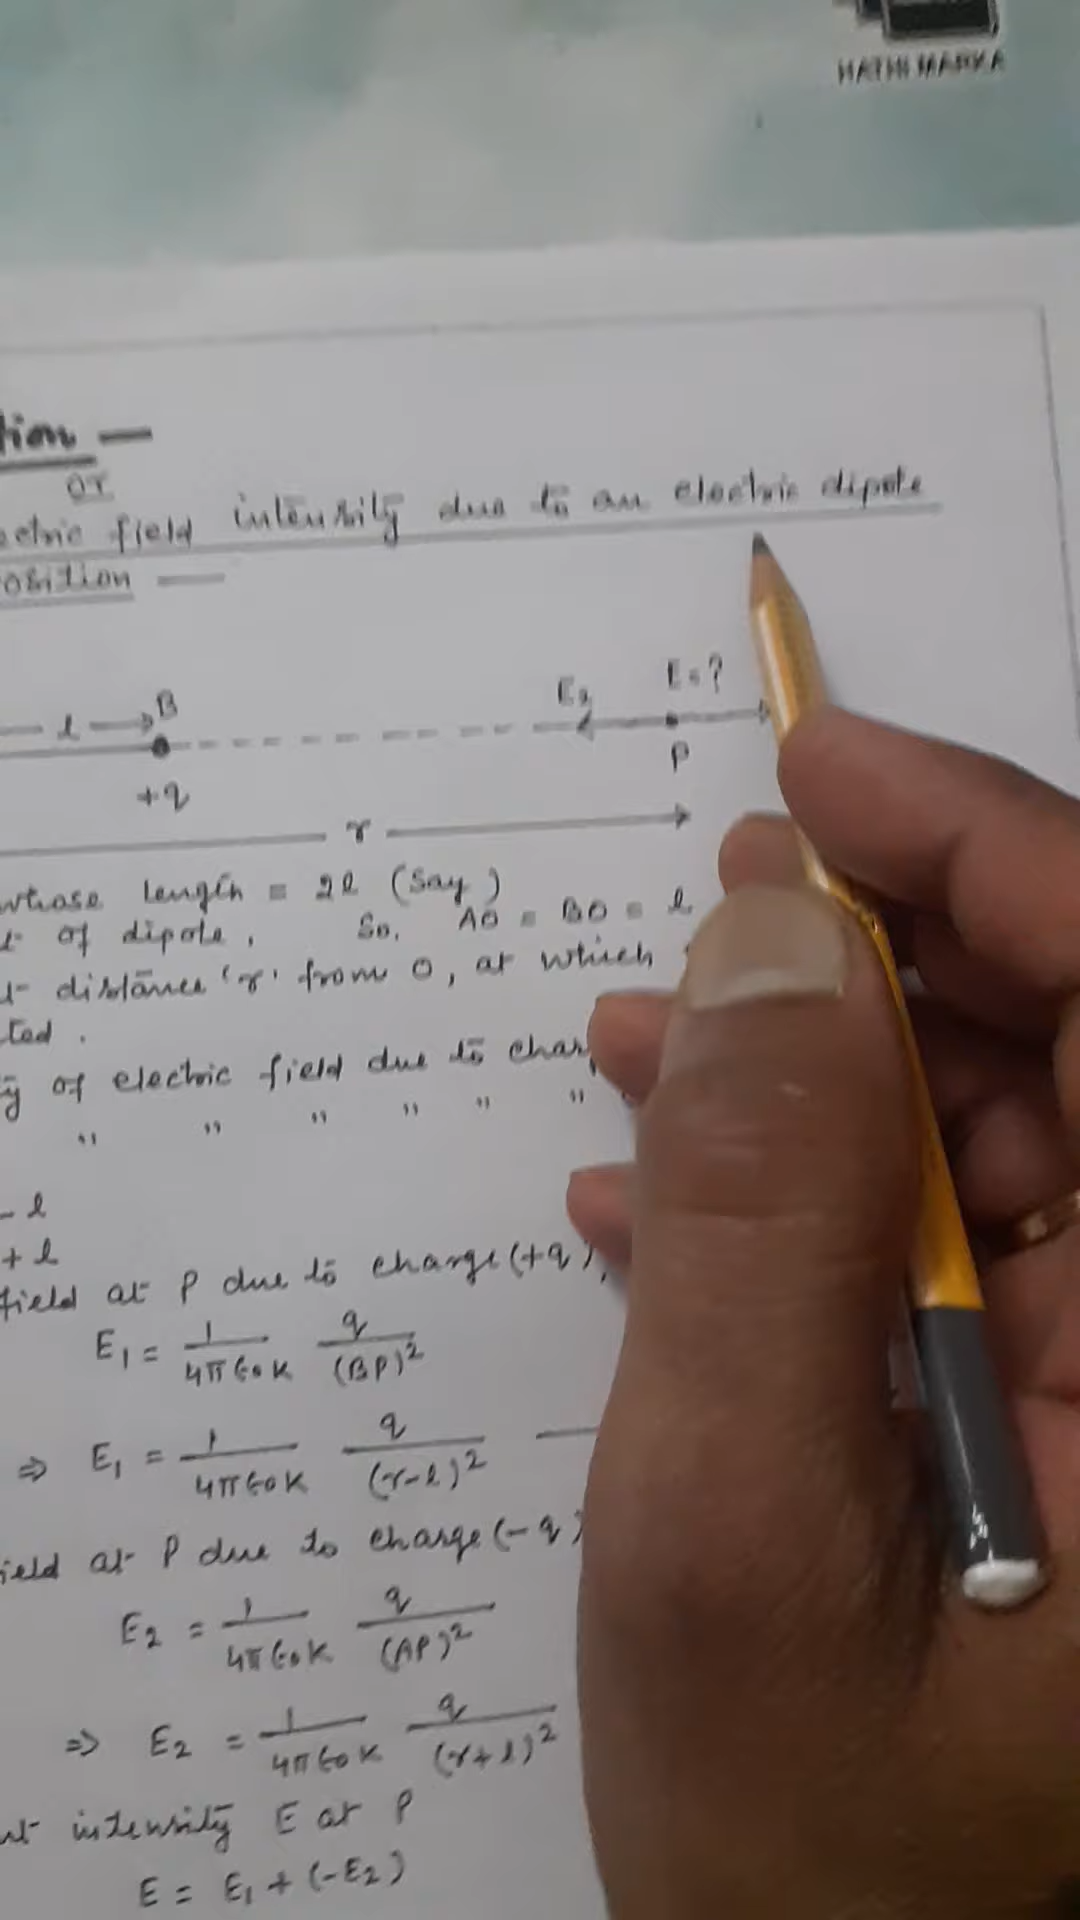 HATHI MARKA
tion —
or
ectric field intensity due to an electric dipole
osition —
l B
E2 E=?
+q P
r
whose length = 2l (Say)
of dipole, So, AO = BO = l
distance 'r' from O, at which
ted.
y of electric field due to char
" " " " " "
- l
+ l
field at P due to charge (+q),
E1 = 1/4πϵ0K q/(BP)²
⇒ E1 = 1/4πϵ0K q/(r-l)² —
ield at P due to charge (-q)
E2 = 1/4πϵ0K q/(AP)²
⇒ E2 = 1/4πϵ0K q/(r+l)²
nt intensity E at P
E = E1 + (-E2)